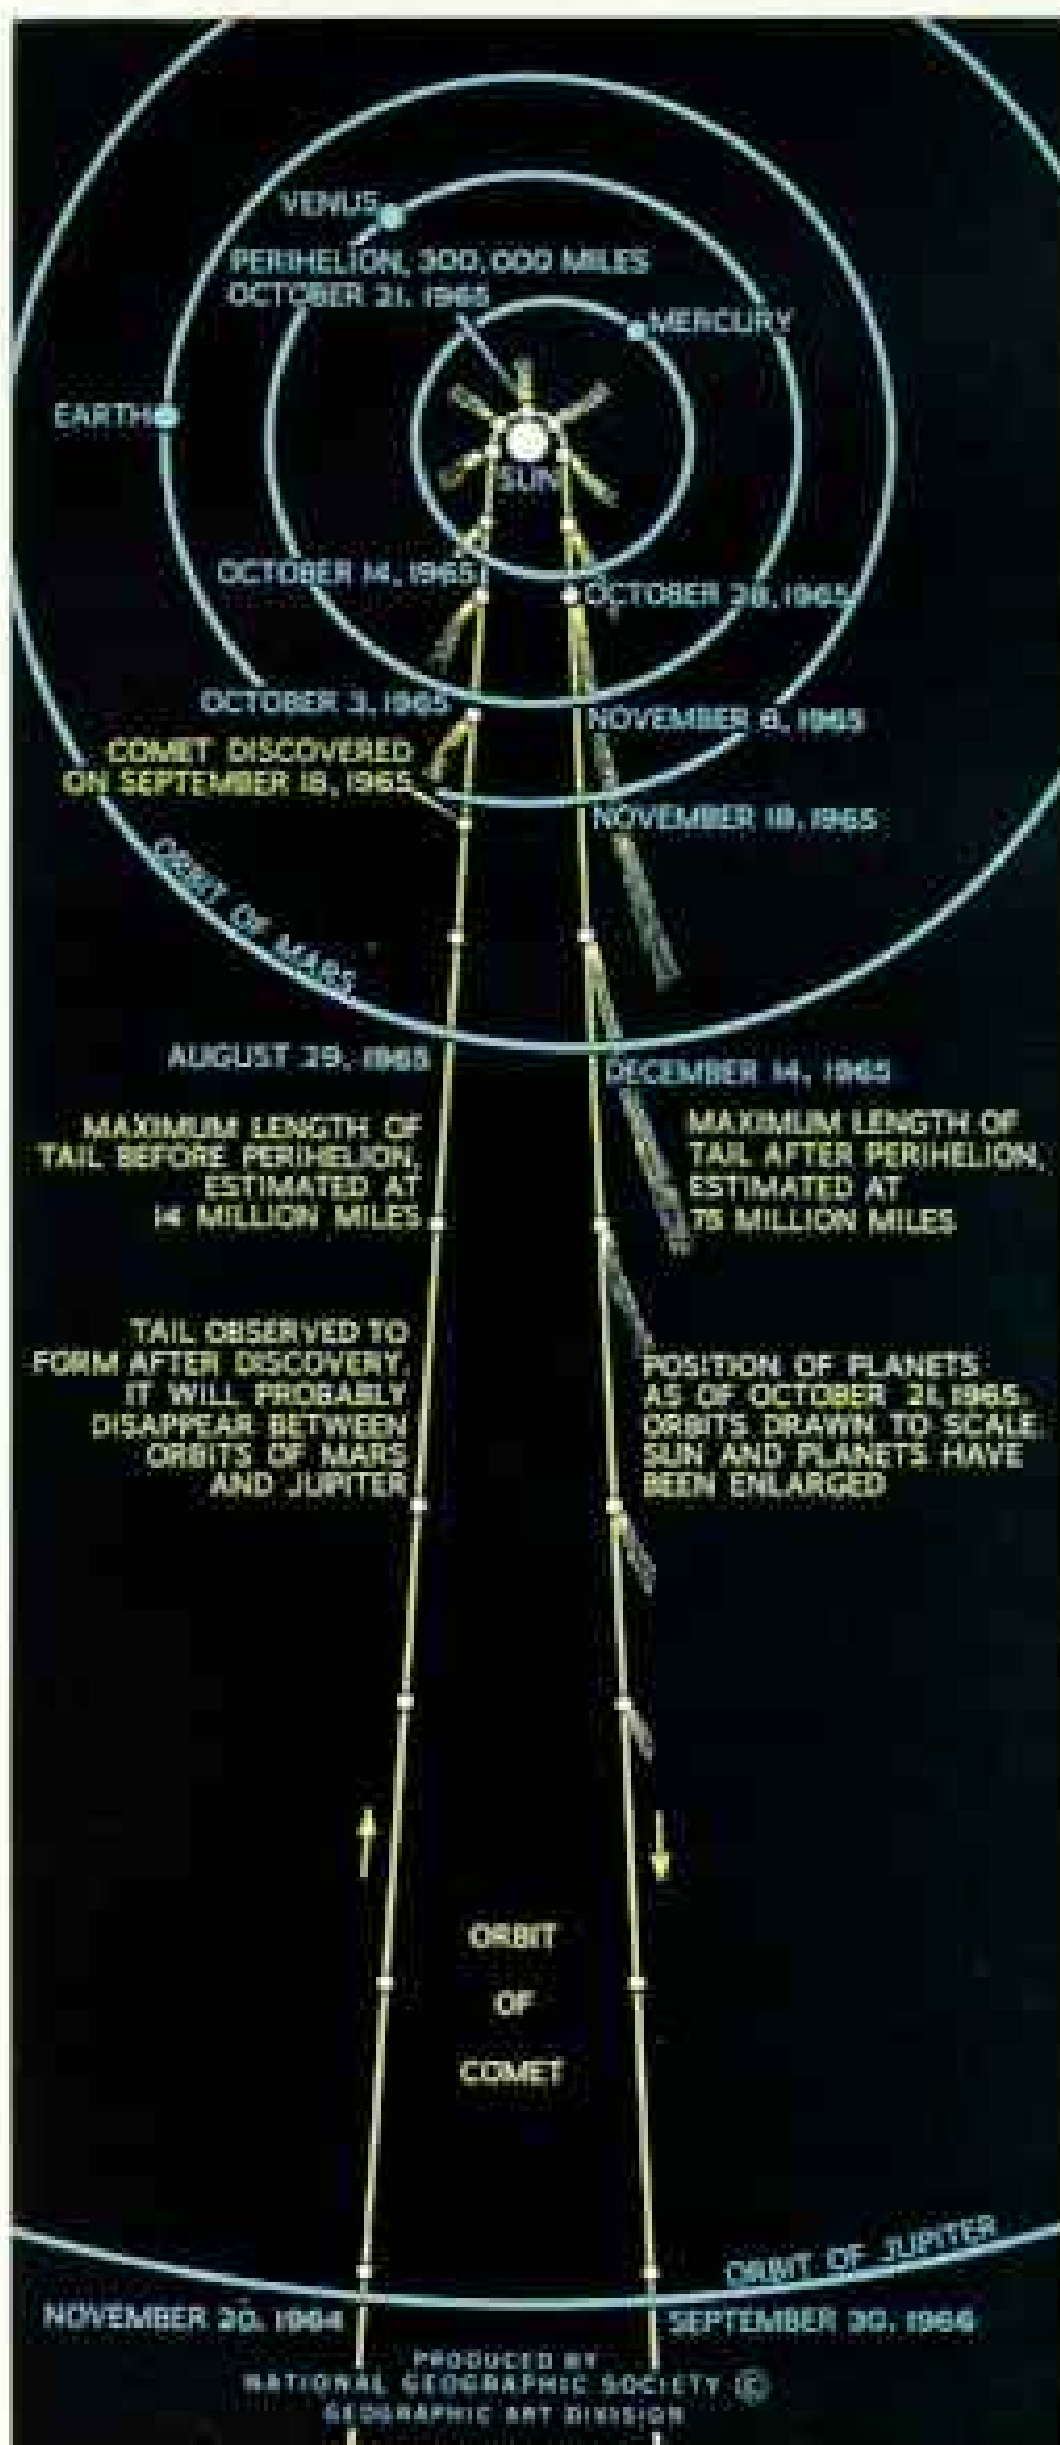 VENUS
PERIHELION, 300,000 MILES
OCTOBER 21, 1965
MERCURY
EARTH
SUN
OCTOBER 14, 1965
OCTOBER 28, 1965
OCTOBER 3, 1965
NOVEMBER 6, 1965
COMET DISCOVERED
ON SEPTEMBER 18, 1965
NOVEMBER 18, 1965
ORBIT OF MARS
AUGUST 29, 1965
DECEMBER 14, 1965
MAXIMUM LENGTH OF
TAIL BEFORE PERIHELION,
ESTIMATED AT
14 MILLION MILES
MAXIMUM LENGTH OF
TAIL AFTER PERIHELION,
ESTIMATED AT
75 MILLION MILES
TAIL OBSERVED TO
FORM AFTER DISCOVERY.
IT WILL PROBABLY
DISAPPEAR BETWEEN
ORBITS OF MARS
AND JUPITER
POSITION OF PLANETS
AS OF OCTOBER 21, 1965.
ORBITS DRAWN TO SCALE.
SUN AND PLANETS HAVE
BEEN ENLARGED
ORBIT
OF
COMET
ORBIT OF JUPITER
NOVEMBER 20, 1964
SEPTEMBER 30, 1966
PRODUCED BY
NATIONAL GEOGRAPHIC SOCIETY ©
GEOGRAPHIC ART DIVISION